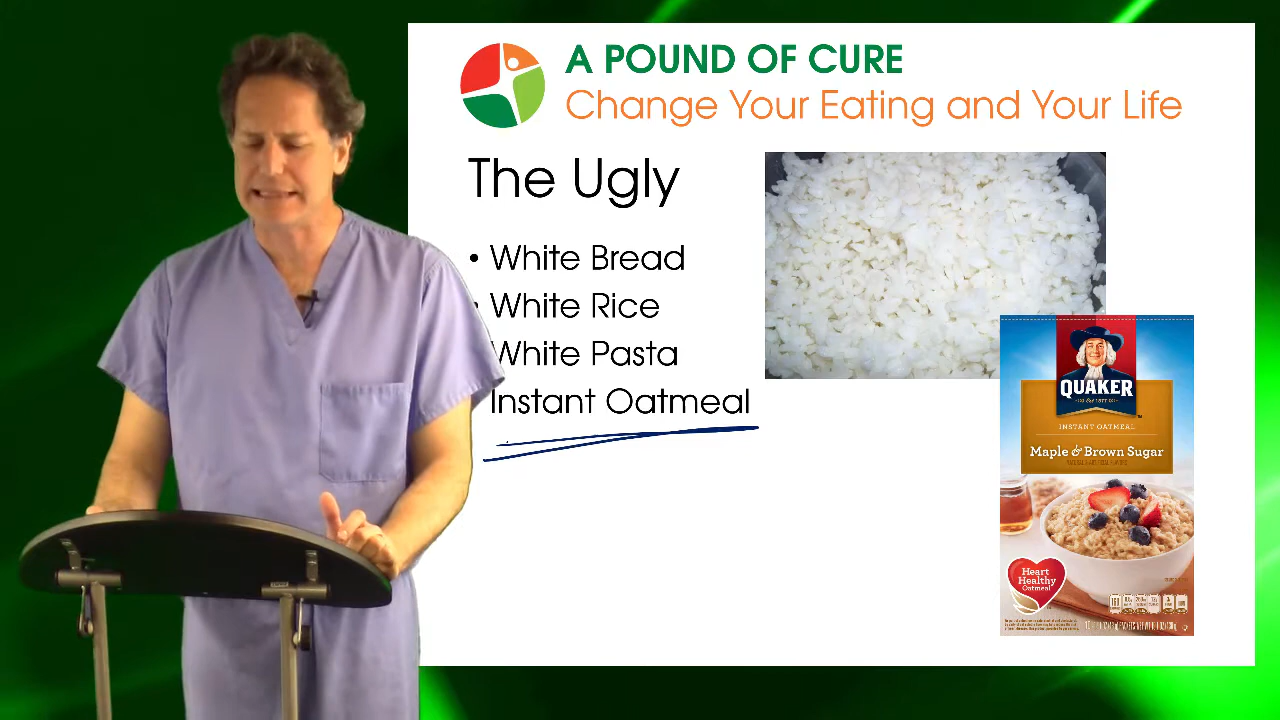 A POUND OF CURE
Change Your Eating and Your Life
The Ugly
• White Bread
• White Rice
White Pasta
Instant Oatmeal
QUAKER
INSTANT OATMEAL
Maple & Brown Sugar
Heart
Healthy
Oatmeal